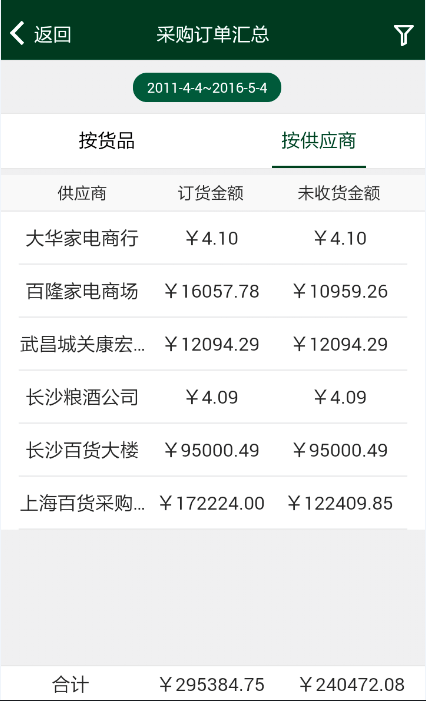 返回 采购订单汇总
2011-4-4~2016-5-4
按货品 按供应商
供应商 订货金额 未收货金额
大华家电商行 ￥4.10 ￥4.10
百隆家电商场 ￥16057.78 ￥10959.26
武昌城关康宏... ￥12094.29 ￥12094.29
长沙粮酒公司 ￥4.09 ￥4.09
长沙百货大楼 ￥95000.49 ￥95000.49
上海百货采购... ￥172224.00 ￥122409.85
合计 ￥295384.75 ￥240472.08